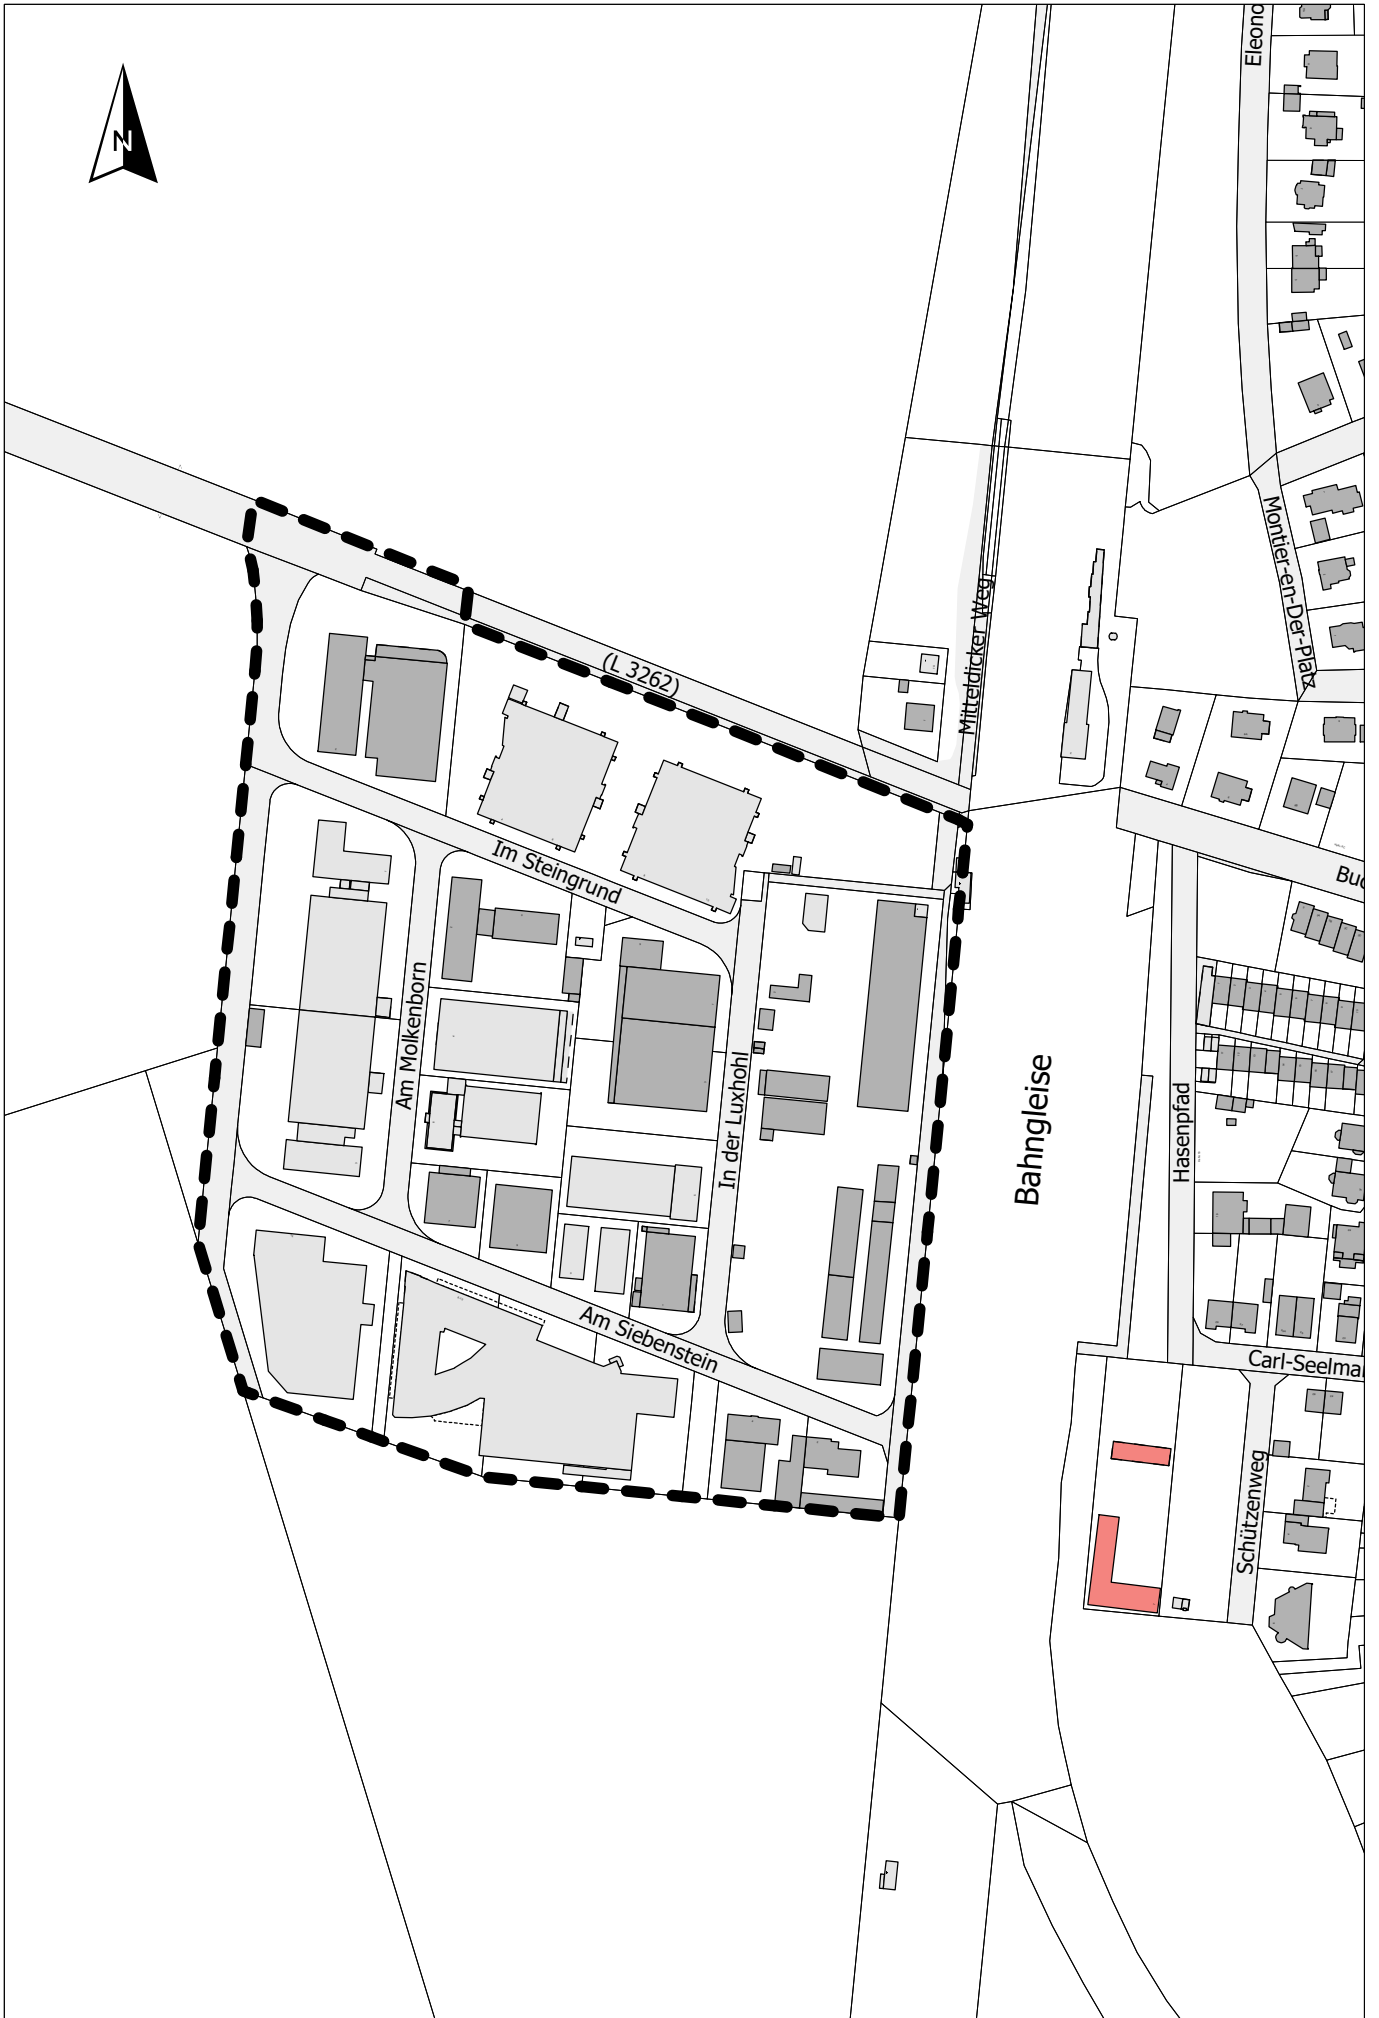 Eleono
N
Montier-en-Der-Platz
Mitteldicker Weg
(L 3262)
Im Steingrund
Buc
Am Molkenborn
In der Luxhohl
Bahngleise
Hasenpfad
Am Siebenstein
Carl-Seelma
Schützenweg